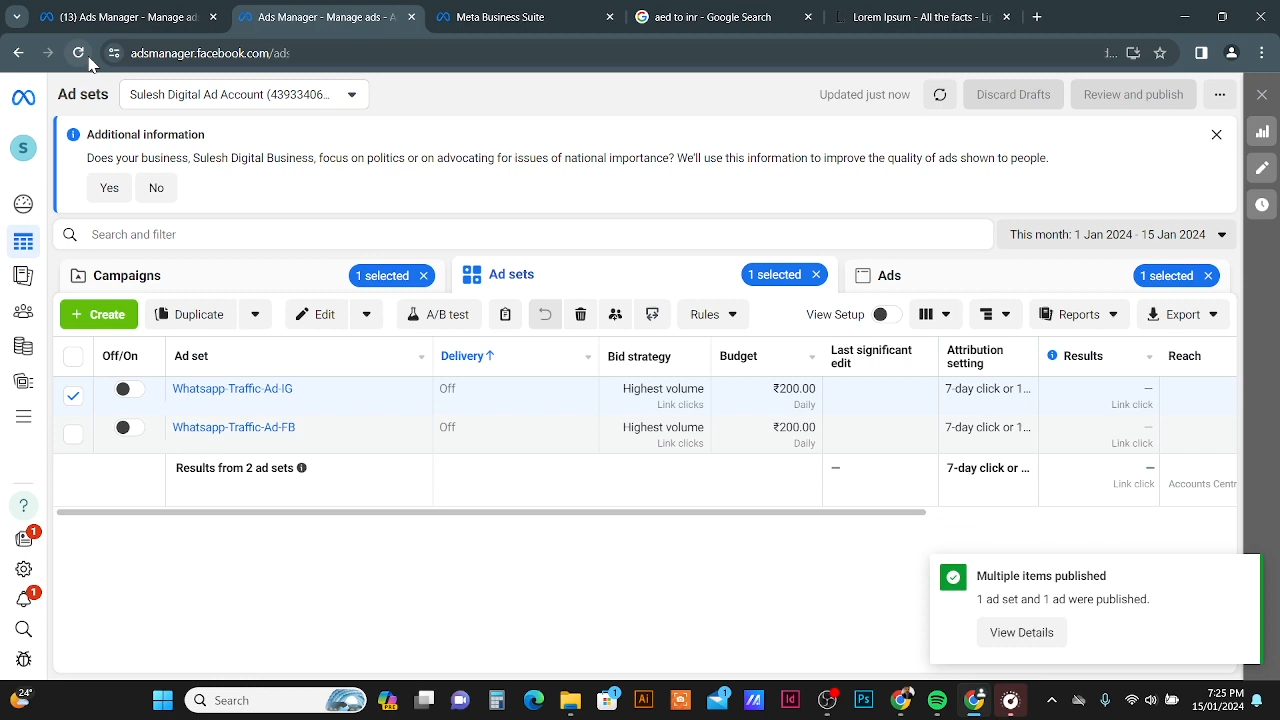 (13) Ads Manager - Manage ads
Ads Manager - Manage ads - A
Meta Business Suite
aed to inr - Google Search
Lorem Ipsum - All the facts - Li
adsmanager.facebook.com/ads
Ad sets
Sulesh Digital Ad Account (43933406...
Updated just now
Discard Drafts
Review and publish
S
Additional information
Does your business, Sulesh Digital Business, focus on politics or on advocating for issues of national importance? We'll use this information to improve the quality of ads shown to people.
Yes
No
Search and filter
This month: 1 Jan 2024 - 15 Jan 2024
Campaigns
1 selected
Ad sets
1 selected
Ads
1 selected
+ Create
Duplicate
Edit
A/B test
Rules
View Setup
Reports
Export
Off/On
Ad set
Delivery↑
Bid strategy
Budget
Last significant edit
Attribution setting
Results
Reach
Whatsapp-Traffic-Ad-IG
Off
Highest volume
₹200.00
7-day click or 1...
—
Link clicks
Daily
Link click
Whatsapp-Traffic-Ad-FB
Off
Highest volume
₹200.00
7-day click or 1...
—
Link clicks
Daily
Link click
Results from 2 ad sets
—
7-day click or ...
—
Link click
Accounts Centr
?
1
1
Multiple items published
1 ad set and 1 ad were published.
View Details
24°
Search
PRE
1
Ai
1
Id
Ps
7:25 PM
15/01/2024